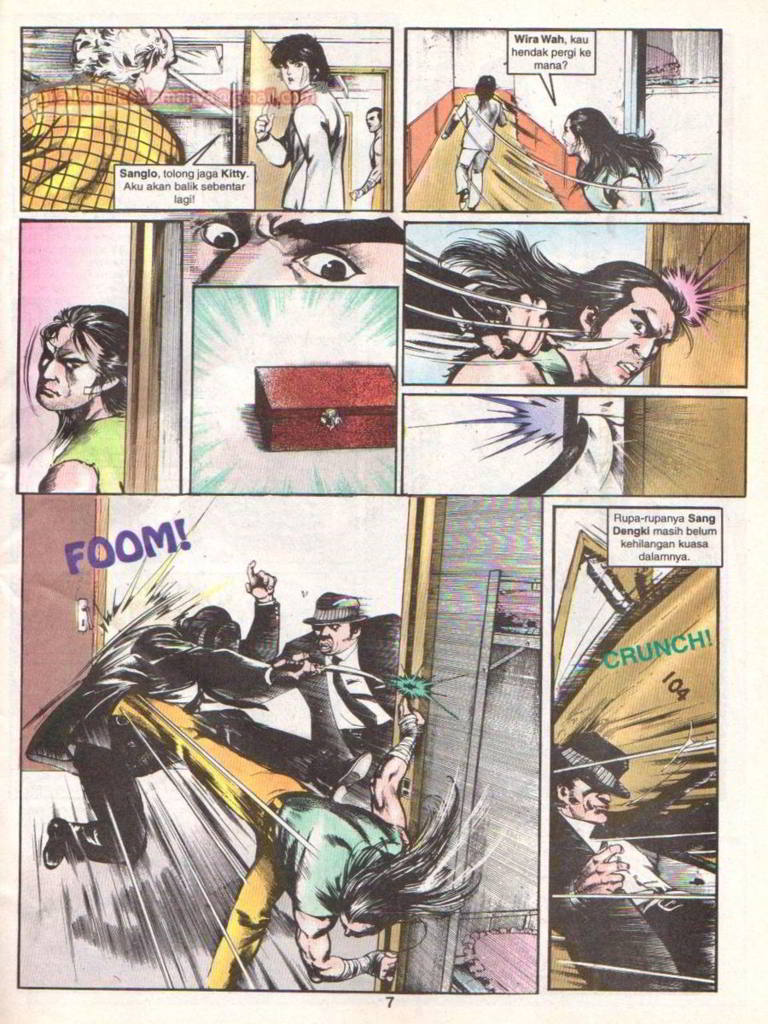 Sanglo, tolong jaga Kitty.
Aku akan balik sebentar
lagi!
Wira Wah, kau
hendak pergi ke
mana?
FOOM!
6
Rupa-rupanya Sang
Dengki masih belum
kehilangan kuasa
dalamnya.
CRUNCH!
104
7